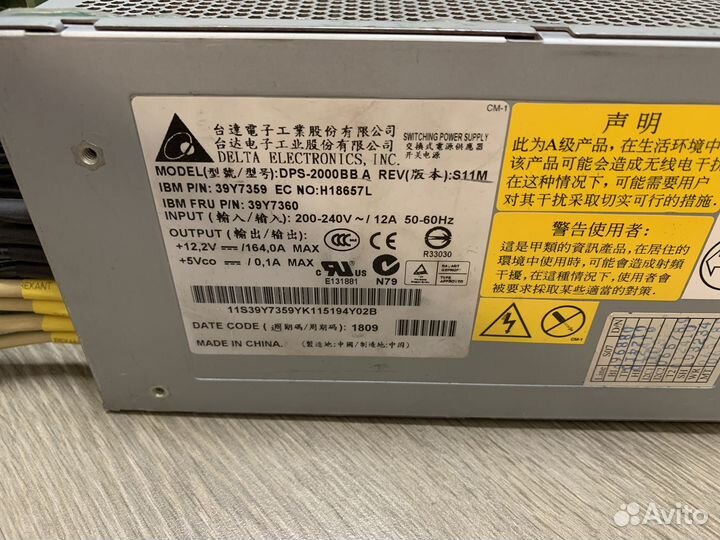 CM-1
台達電子工業股份有限公司
台达电子工业股份有限公司
DELTA ELECTRONICS, INC.
SWITCHING POWER SUPPLY
交換式電源供應器
开关电源
MODEL(型號/型号):DPS-2000BB A REV(版本):S11M
IBM P/N: 39Y7359 EC NO:H18657L
IBM FRU P/N: 39Y7360
INPUT (輸入/输入): 200-240V~/ 12A 50-60Hz
OUTPUT (輸出/输出):
+12,2V /164,0A MAX
+5Vco /0,1A MAX
R33030
c UL US
E131881
N79
TYPE APPROVED
11S39Y7359YK115194Y02B
DATE CODE (週期碼/周期码): 1809
MADE IN CHINA. (製造地:中國/制造地:中国)
声明
此为A级产品,在生活环境中
该产品可能会造成无线电干扰
在这种情况下,可能需要用户
对其干扰采取切实可行的措施.
警告使用者:
這是甲類的資訊產品,在居住的
環境中使用時,可能會造成射頻
干擾,在這種情況下,使用者會
被要求採取某些適當的對策.
CM-1
REXANT
Avito